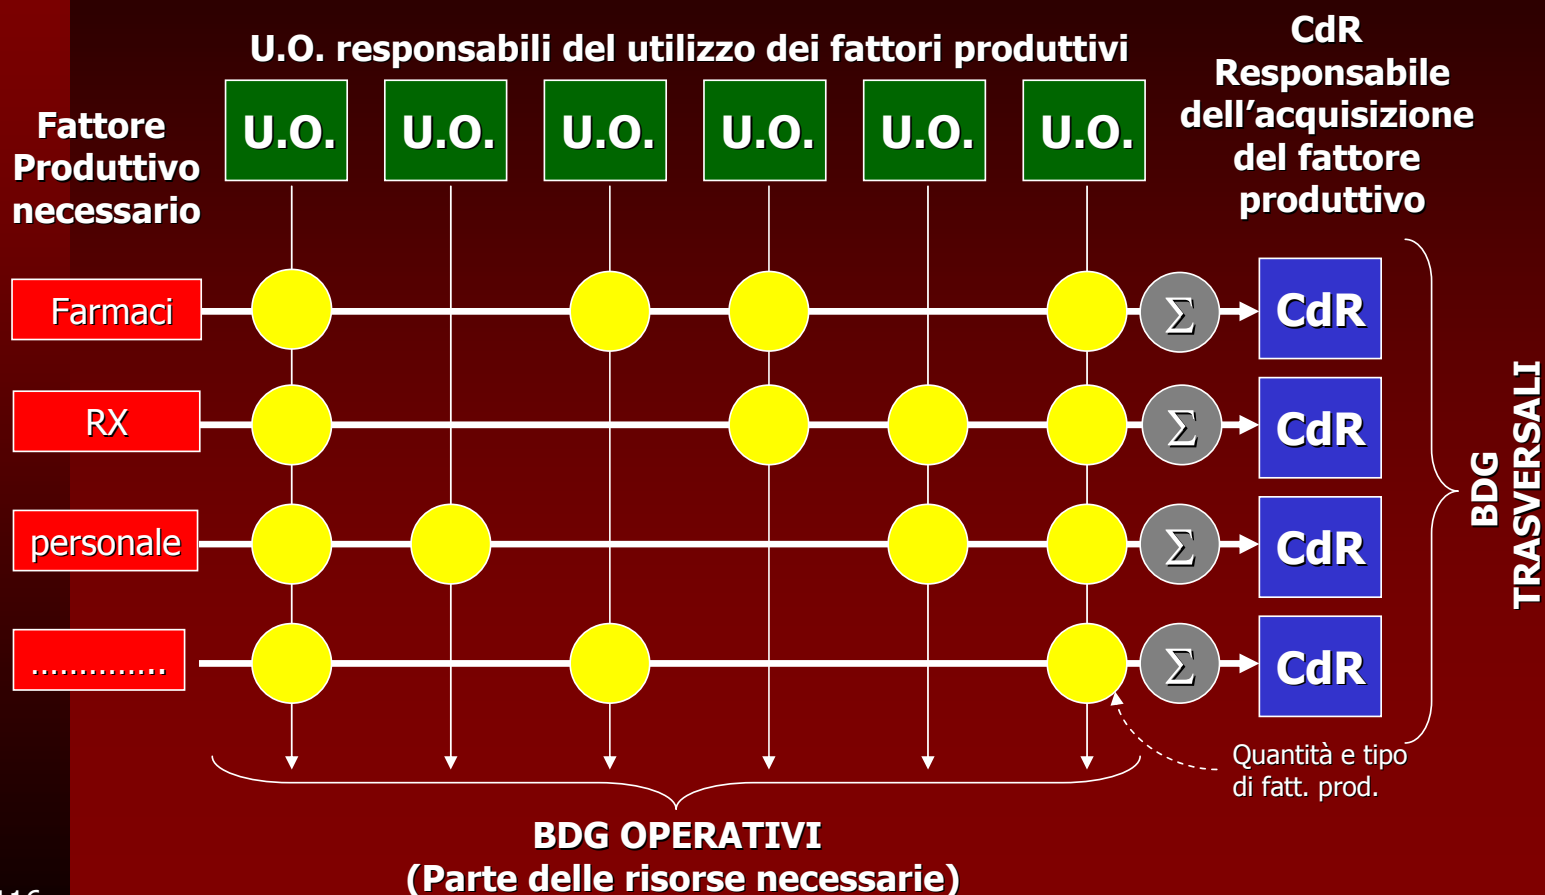 U.O. responsabili del utilizzo dei fattori produttivi
CdR
Responsabile
dell’acquisizione
del fattore
produttivo
Fattore
Produttivo
necessario
U.O. U.O. U.O. U.O. U.O. U.O.
Farmaci Σ CdR
RX Σ CdR
personale Σ CdR
………….. Σ CdR
BDG
TRASVERSALI
Quantità e tipo
di fatt. prod.
BDG OPERATIVI
(Parte delle risorse necessarie)